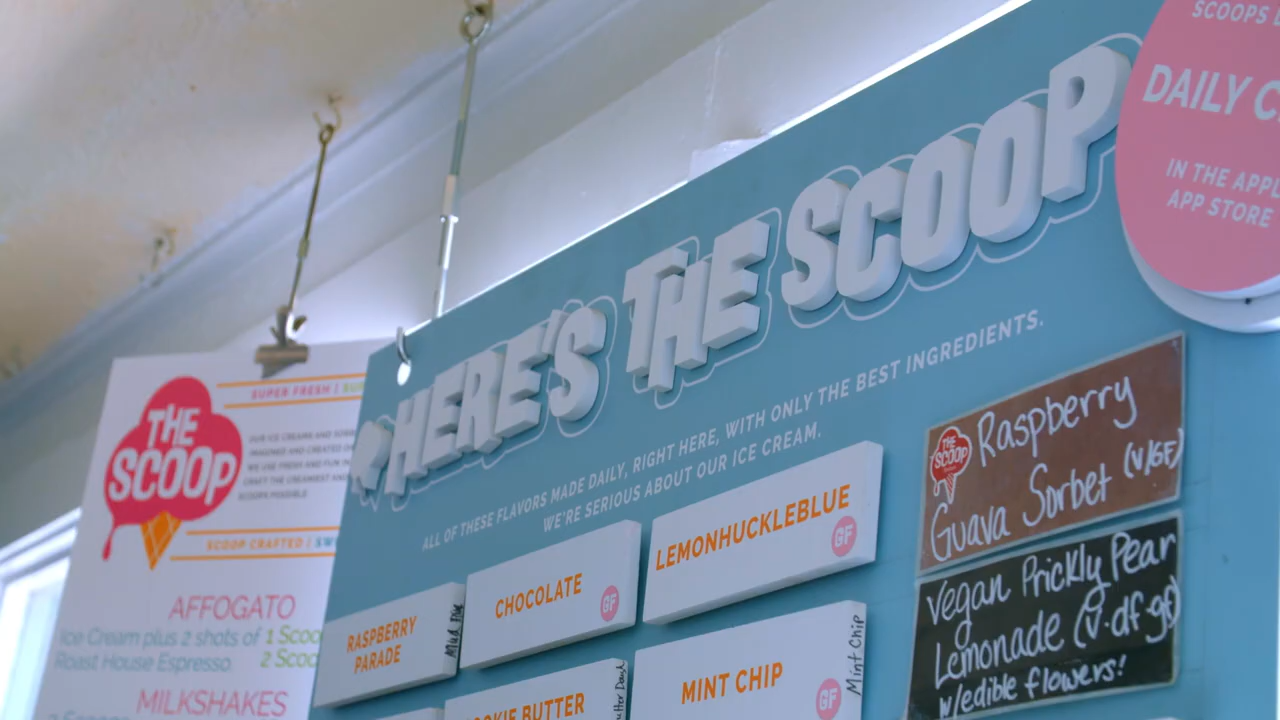 SCOOPS
DAILY
IN THE
APP STORE
HERE'S THE SCOOP
ALL OF THESE FLAVORS MADE DAILY, RIGHT HERE, WITH ONLY THE BEST INGREDIENTS.
WE'RE SERIOUS ABOUT OUR ICE CREAM.
RASPBERRY
PARADE
CHOCOLATE
GF
LEMONHUCKLEBLUE
GF
BUTTER
MINT CHIP
GF
Mint Chip
THE
SCOOP
Raspberry
Guava Sorbet (V/GF)
Vegan Prickly Pear
Lemonade (v.df.gf)
w/edible flowers!
THE
SCOOP
SUPER FRESH |
SCOOP CRAFTED |
AFFOGATO
Ice Cream plus 2 shots of 1
Roast House Espresso 2
MILKSHAKES